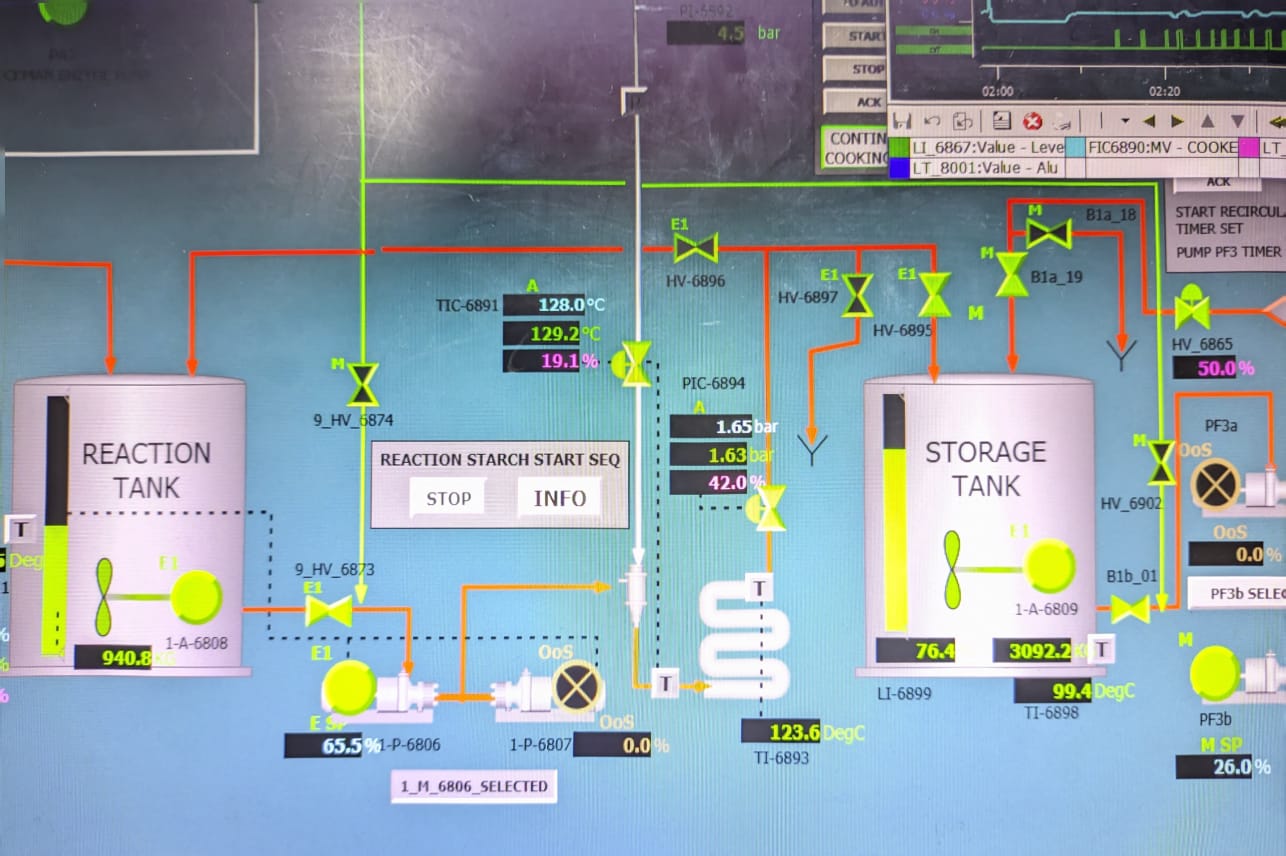 PI-6592
4.5 bar
START
STOP
ACK
CONTIN
COOKING
02:00
02:20
LI_6867:Value - Leve
FIC6890:MV - COOKE
LT_
LT_8001:Value - Alu
ACK
START RECIRCUL
TIMER SET
PUMP PF3 TIMER
M
B1a_18
E1
HV-6896
M
B1a_19
TIC-6891
A
128.0 °C
129.2 °C
19.1 %
E1
HV-6897
E1
HV-6895
M
HV_6865
50.0 %
M
9_HV_6874
PIC-6894
A
1.65 bar
1.63 bar
42.0 %
REACTION
TANK
REACTION STARCH START SEQ
STOP
INFO
STORAGE
TANK
M
HV_6902
PF3a
OoS
OoS
0.0 %
T
Deg
E1
1-A-6808
940.8
9_HV_6873
E1
T
E1
1-A-6809
B1b_01
PF3b SELEC
76.4
3092.2
T
LI-6899
99.4 DegC
TI-6898
E1
E SP
65.5 %
1-P-6806
OoS
1-P-6807
OoS
0.0 %
T
123.6 DegC
TI-6893
M
PF3b
M SP
26.0 %
1_M_6806_SELECTED